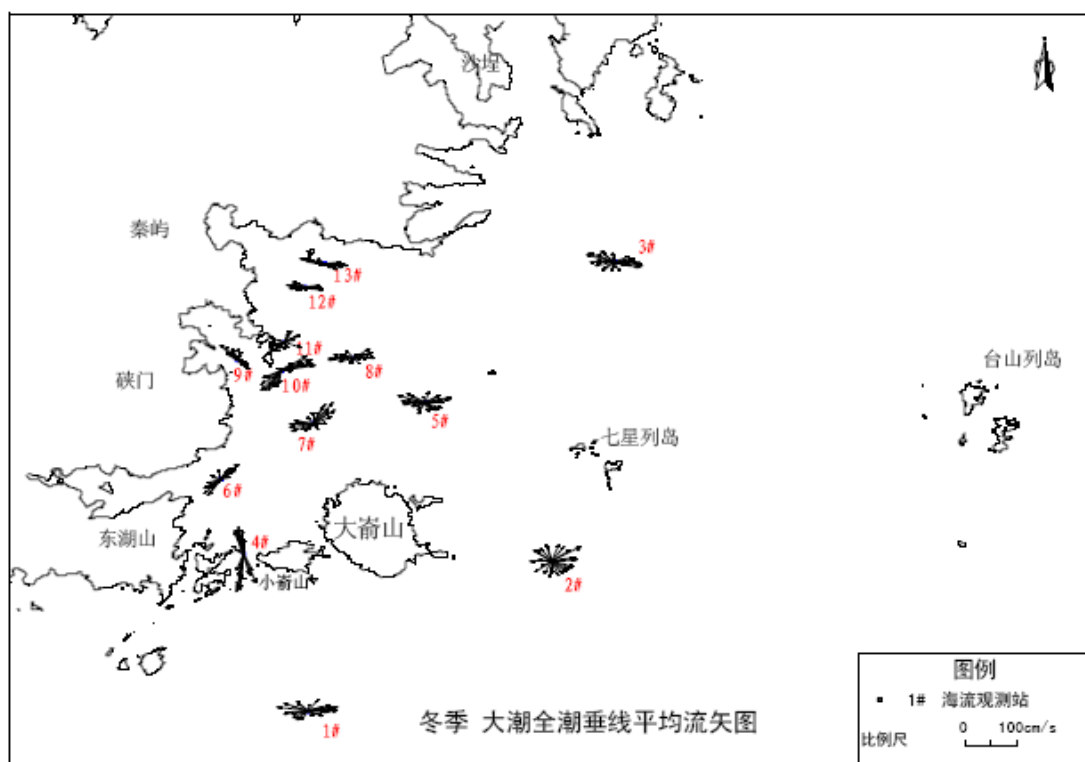 沙埕
秦屿
3#
13#
12#
11#
台山列岛
硖门
9#
10#
8#
5#
7#
七星列岛
6#
东湖山
4#
大嵛山
小嵛山
2#
1#
冬季 大潮全潮垂线平均流矢图
图例
1# 海流观测站
比例尺 0 100cm/s